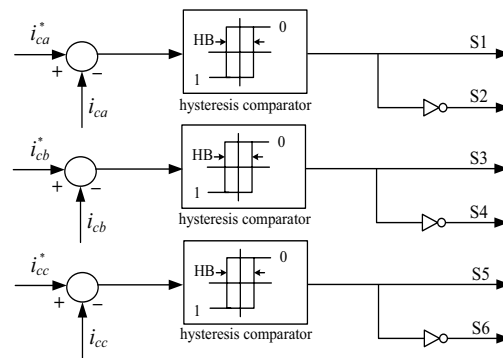 i*ca
+
−
ica
HB
0
1
hysteresis comparator
S1
S2
i*cb
+
−
icb
HB
0
1
hysteresis comparator
S3
S4
i*cc
+
−
icc
HB
0
1
hysteresis comparator
S5
S6